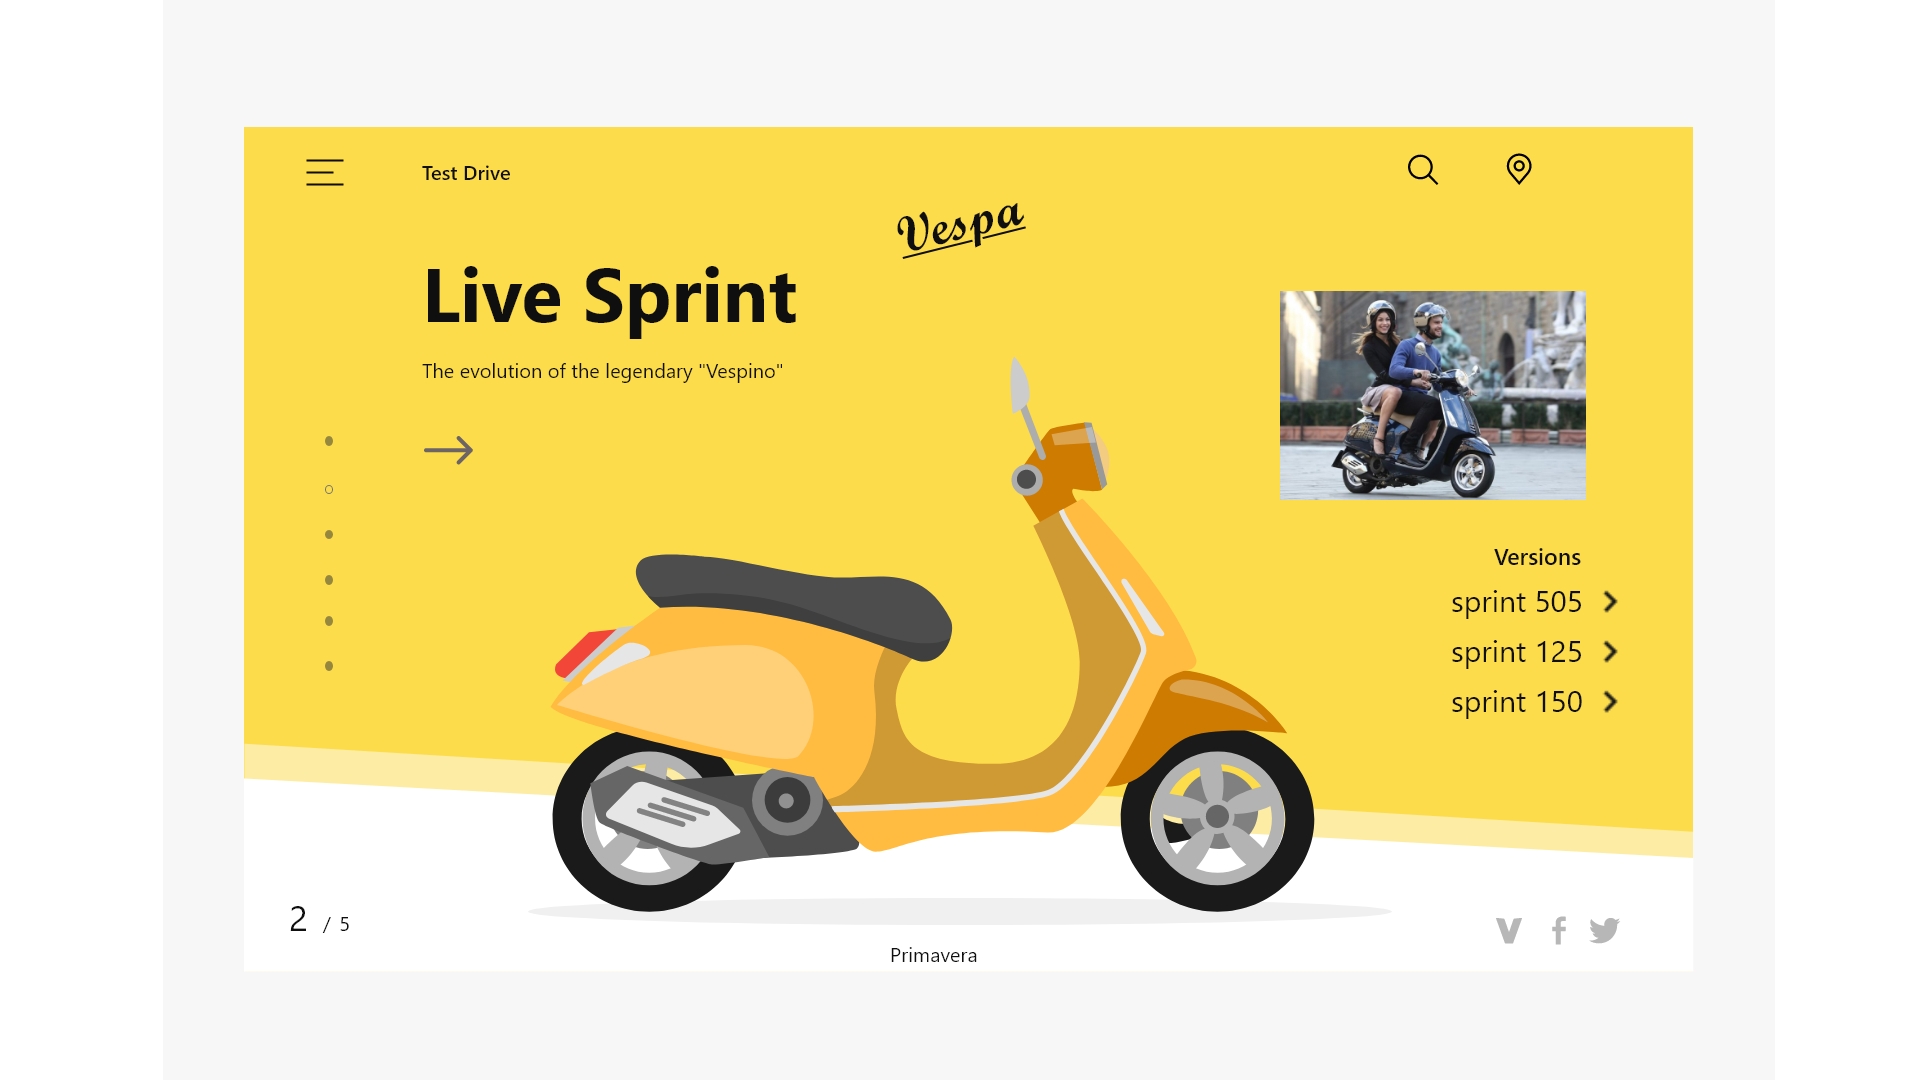 Test Drive
Vespa
Live Sprint
The evolution of the legendary "Vespino"
Versions
sprint 505
sprint 125
sprint 150
2 / 5
Primavera